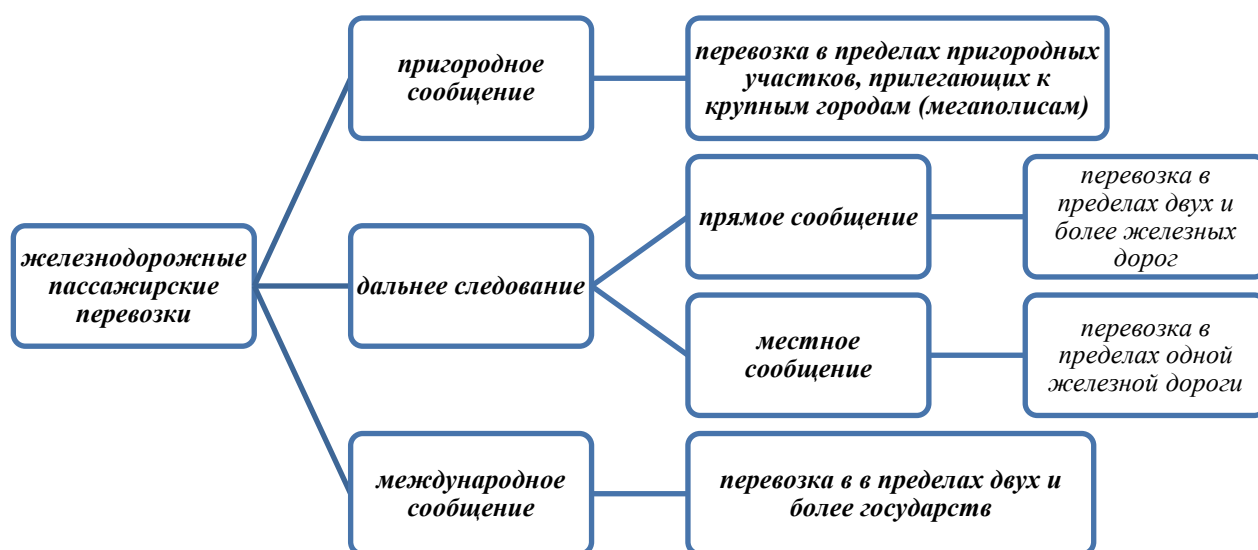 железнодорожные
пассажирские
перевозки
пригородное
сообщение
перевозка в пределах пригородных
участков, прилегающих к
крупным городам (мегаполисам)
дальнее следование
прямое сообщение
перевозка в
пределах двух и
более железных
дорог
местное
сообщение
перевозка в
пределах одной
железной дороги
международное
сообщение
перевозка в в пределах двух и
более государств